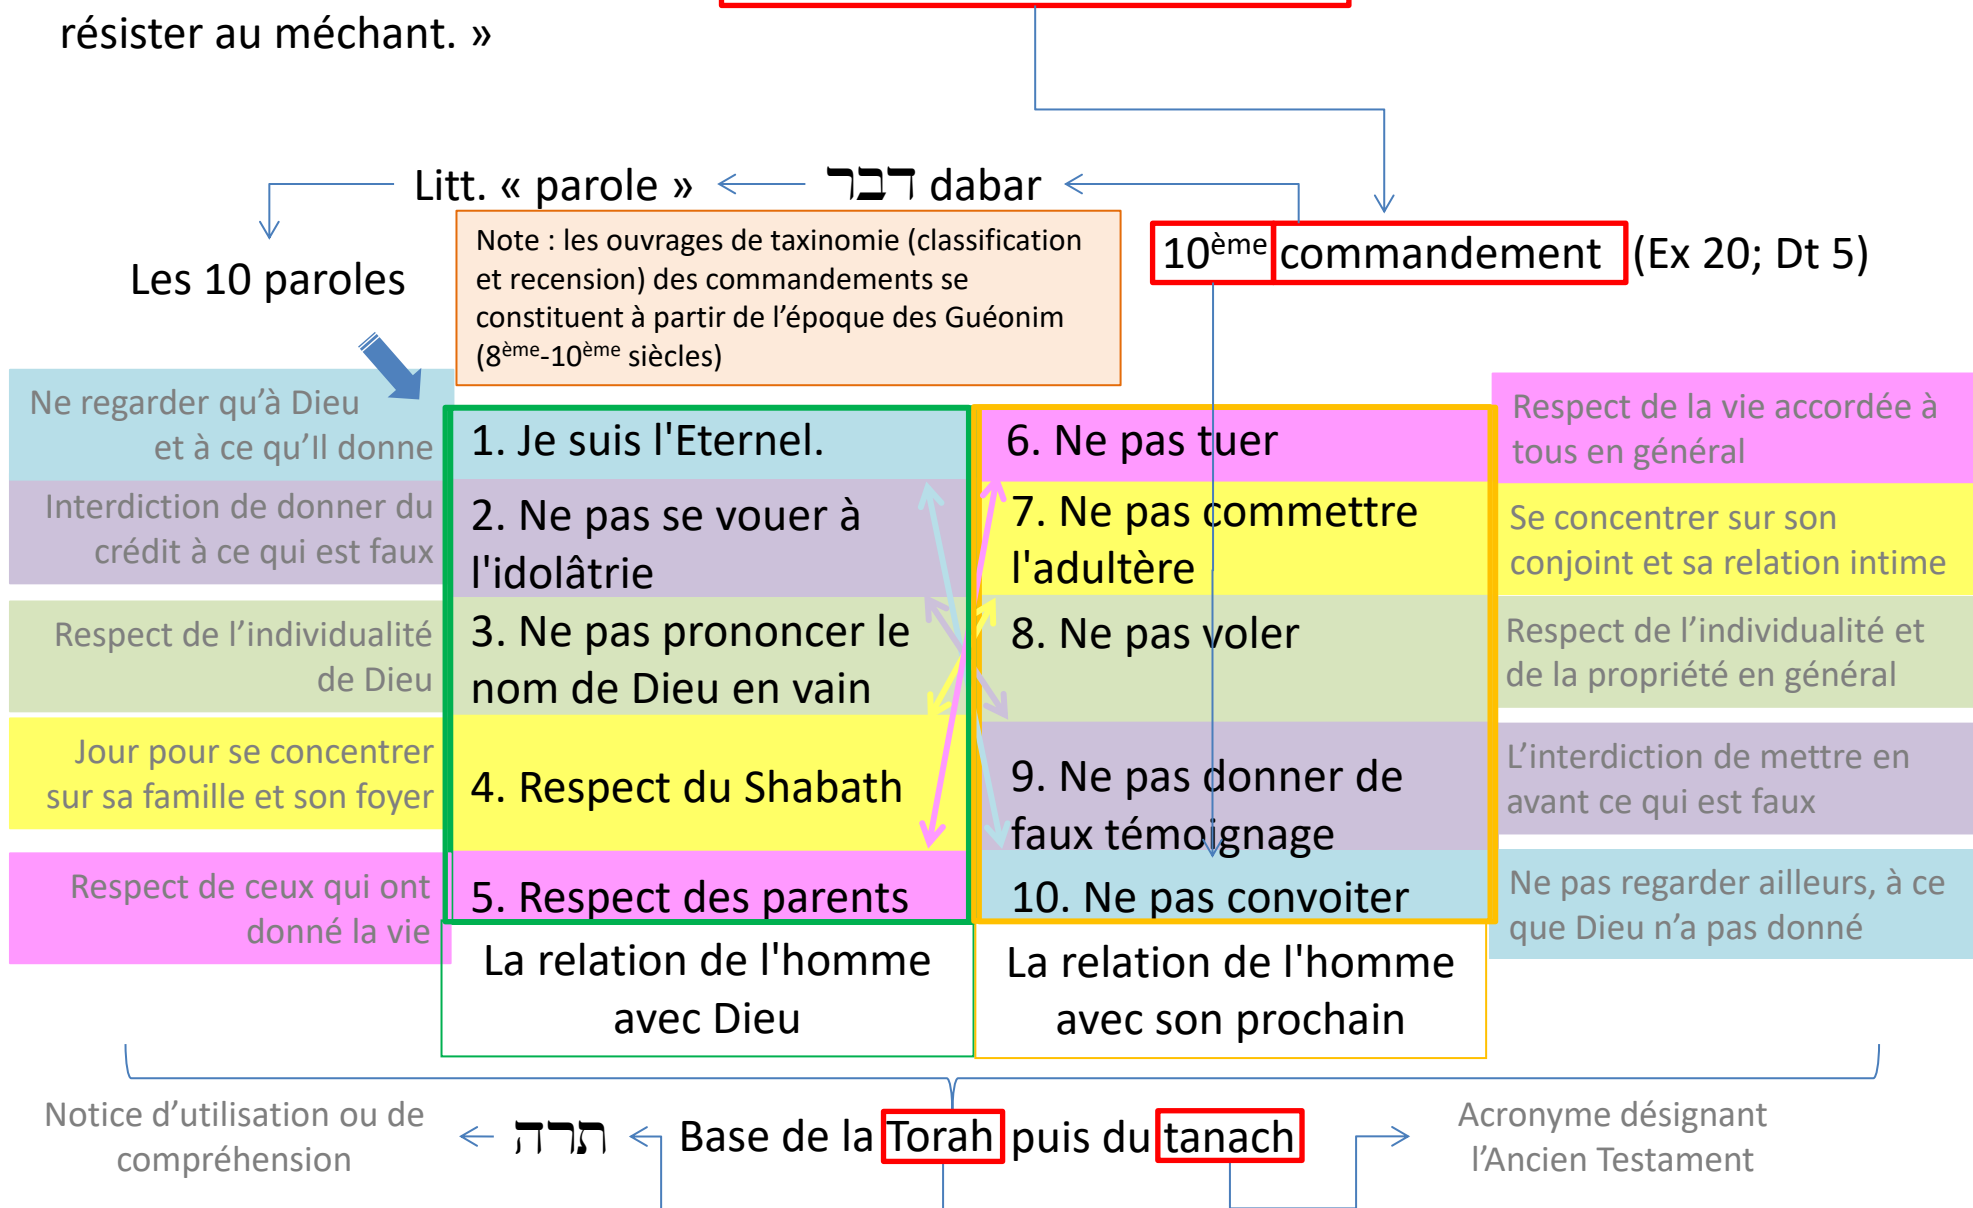 résister au méchant. »
Litt. « parole »
דבר dabar
Les 10 paroles
Note : les ouvrages de taxinomie (classification
et recension) des commandements se
constituent à partir de l’époque des Guéonim
(8ème-10ème siècles)
10ème commandement (Ex 20; Dt 5)
Ne regarder qu’à Dieu
et à ce qu’Il donne
1. Je suis l'Eternel.
6. Ne pas tuer
Respect de la vie accordée à
tous en général
Interdiction de donner du
crédit à ce qui est faux
2. Ne pas se vouer à
l'idolâtrie
7. Ne pas commettre
l'adultère
Se concentrer sur son
conjoint et sa relation intime
Respect de l’individualité
de Dieu
3. Ne pas prononcer le
nom de Dieu en vain
8. Ne pas voler
Respect de l’individualité et
de la propriété en général
Jour pour se concentrer
sur sa famille et son foyer
4. Respect du Shabath
9. Ne pas donner de
faux témoignage
L’interdiction de mettre en
avant ce qui est faux
Respect de ceux qui ont
donné la vie
5. Respect des parents
10. Ne pas convoiter
Ne pas regarder ailleurs, à ce
que Dieu n’a pas donné
La relation de l'homme
avec Dieu
La relation de l'homme
avec son prochain
Notice d’utilisation ou de
compréhension
תרה
Base de la Torah puis du tanach
Acronyme désignant
l’Ancien Testament